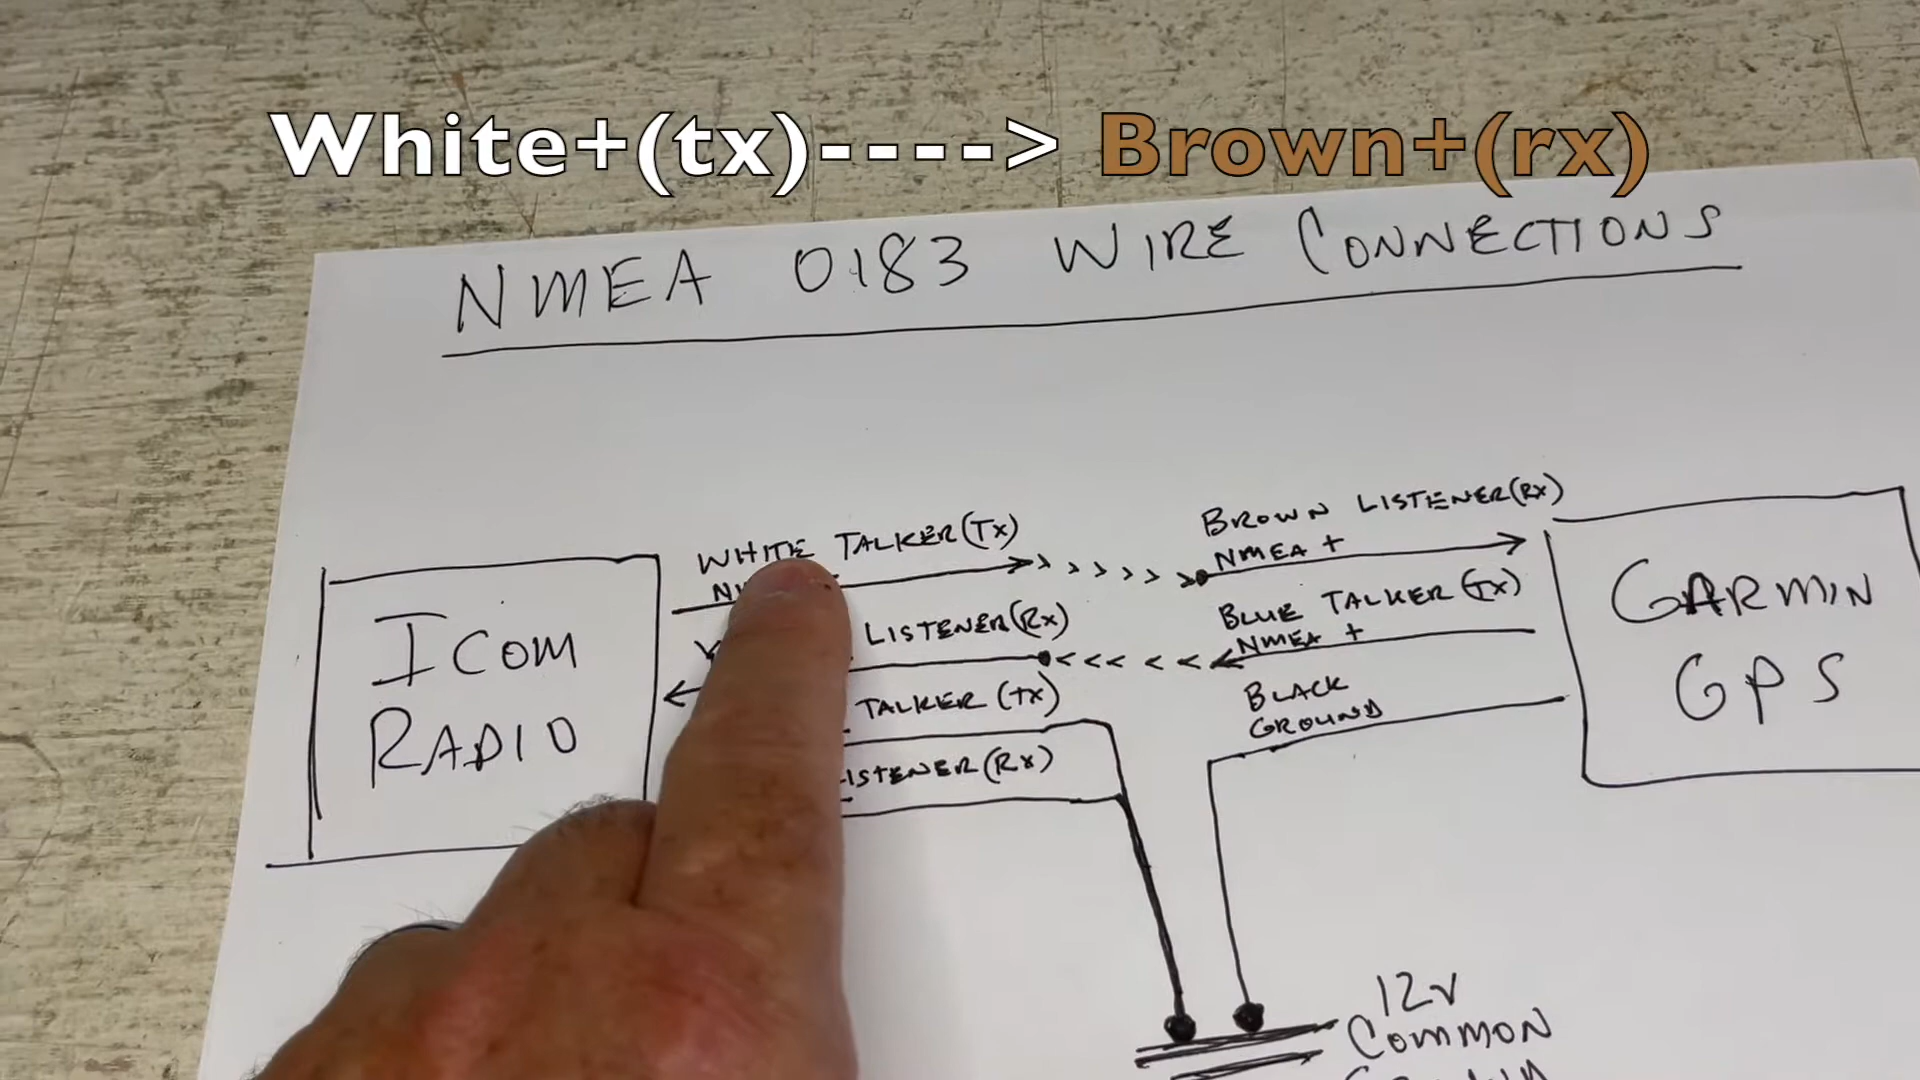 White+(tx)----> Brown+(rx)
NMEA 0183 WIRE CONNECTIONS
WHITE TALKER(TX)
BROWN LISTENER(RX)
NMEA +
LISTENER(RX)
BLUE TALKER(TX)
NMEA +
TALKER (TX)
BLACK
GROUND
LISTENER(RX)
ICOM
RADIO
GARMIN
GPS
12V
COMMON